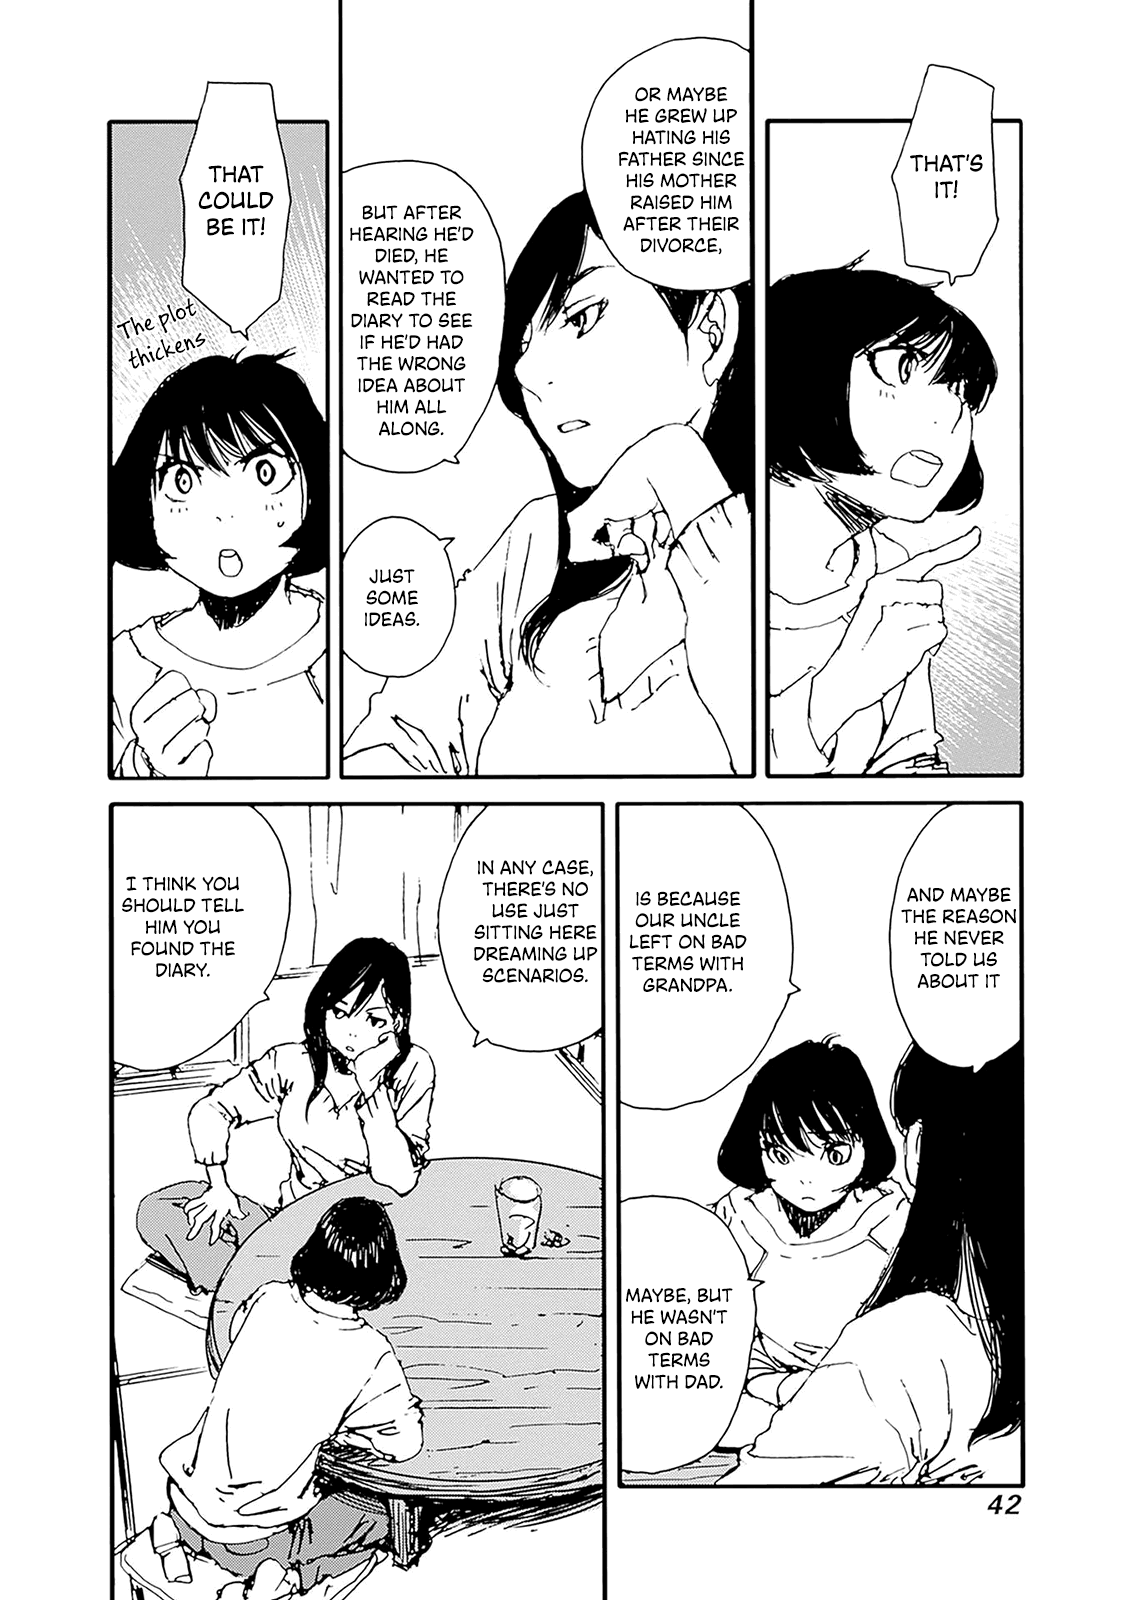 THAT'S
IT!
OR MAYBE
HE GREW UP
HATING HIS
FATHER SINCE
HIS MOTHER
RAISED HIM
AFTER THEIR
DIVORCE,
BUT AFTER
HEARING HE'D
DIED, HE
WANTED TO
READ THE
DIARY TO SEE
IF HE'D HAD
THE WRONG
IDEA ABOUT
HIM ALL
ALONG.
JUST
SOME
IDEAS.
THAT
COULD
BE IT!
The plot
thickens
AND MAYBE
THE REASON
HE NEVER
TOLD US
ABOUT IT
IS BECAUSE
OUR UNCLE
LEFT ON BAD
TERMS WITH
GRANDPA.
MAYBE, BUT
HE WASN'T
ON BAD
TERMS
WITH DAD.
IN ANY CASE,
THERE'S NO
USE JUST
SITTING HERE
DREAMING UP
SCENARIOS.
I THINK YOU
SHOULD TELL
HIM YOU
FOUND THE
DIARY.
42